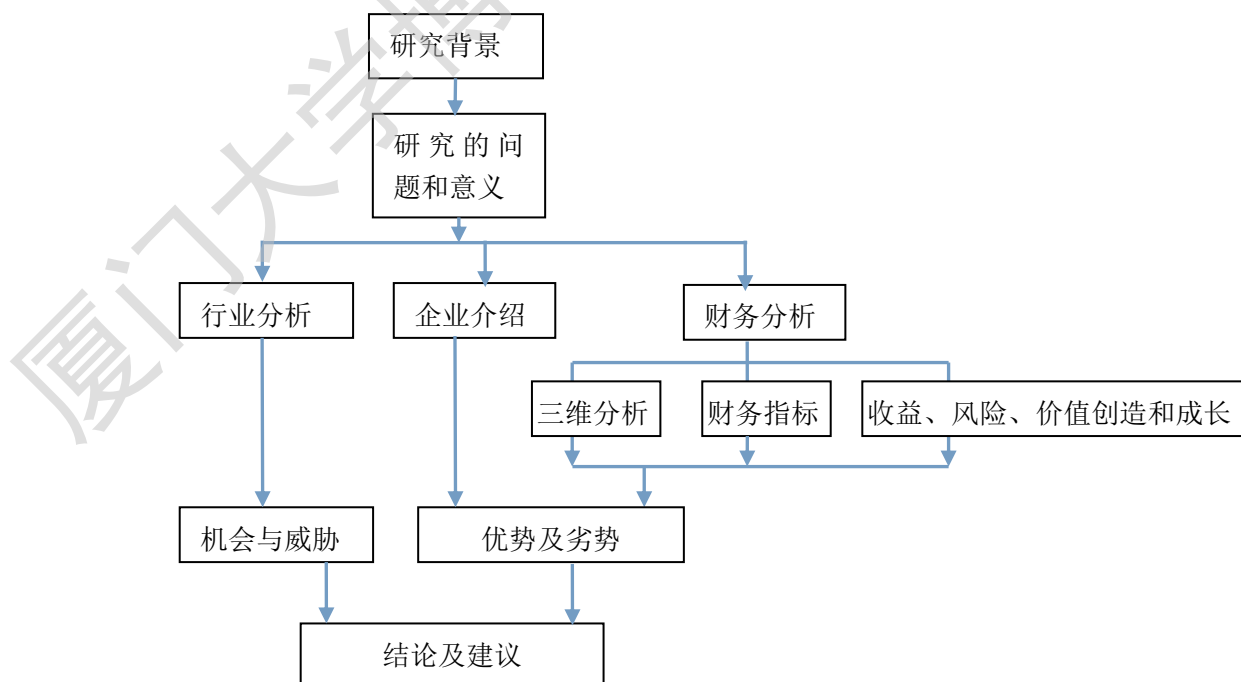 研究背景
研究的问
题和意义
行业分析
企业介绍
财务分析
三维分析
财务指标
收益、风险、价值创造和成长
机会与威胁
优势及劣势
结论及建议
厦门大学博